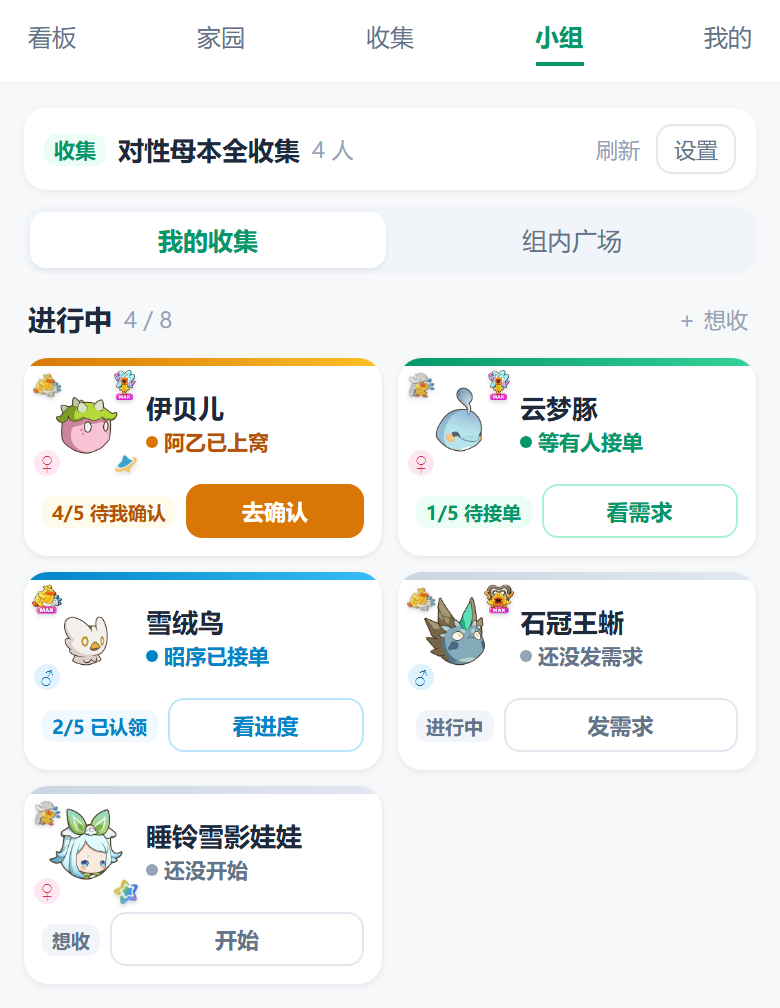 看板 家园 收集 小组 我的
收集 对性母本全收集 4 人 刷新 设置
我的收集 组内广场
进行中 4 / 8 + 想收
MAX
伊贝儿
阿乙已上窝
♀
4/5 待我确认 去确认
MAX
云梦豚
等有人接单
♀
1/5 待接单 看需求
MAX
雪绒鸟
昭序已接单
♂
2/5 已认领 看进度
MAX
石冠王蜥
还没发需求
♂
进行中 发需求
睡铃雪影娃娃
还没开始
♀
想收 开始